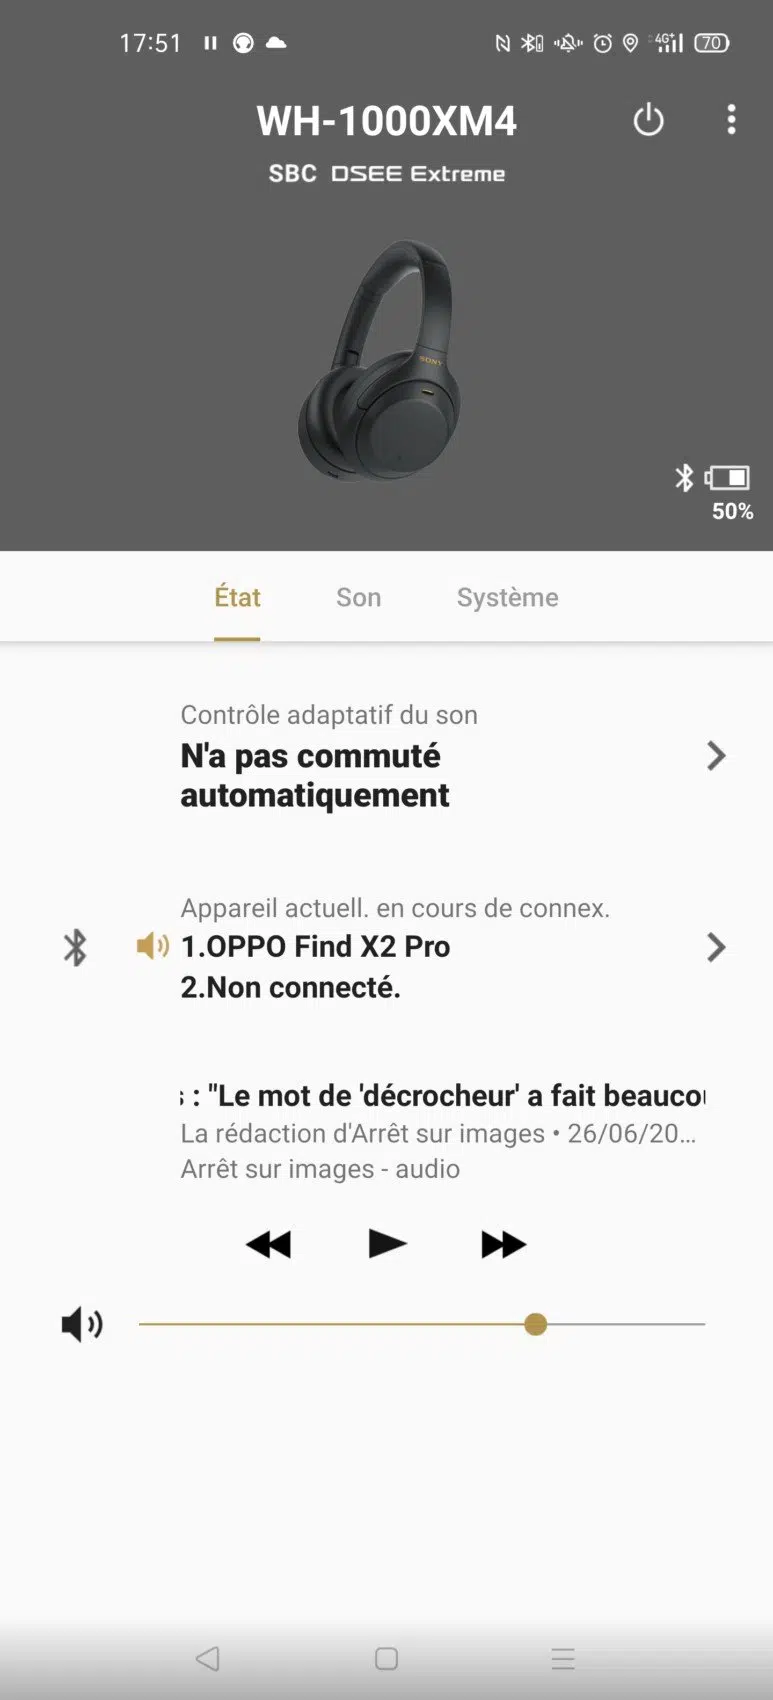 17:51
4G+
70
WH-1000XM4
SBC DSEE Extreme
SONY
50%
État Son Système
Contrôle adaptatif du son
N'a pas commuté
automatiquement
Appareil actuell. en cours de connex.
1.OPPO Find X2 Pro
2.Non connecté.
: "Le mot de 'décrocheur' a fait beauco
La rédaction d'Arrêt sur images • 26/06/20...
Arrêt sur images - audio